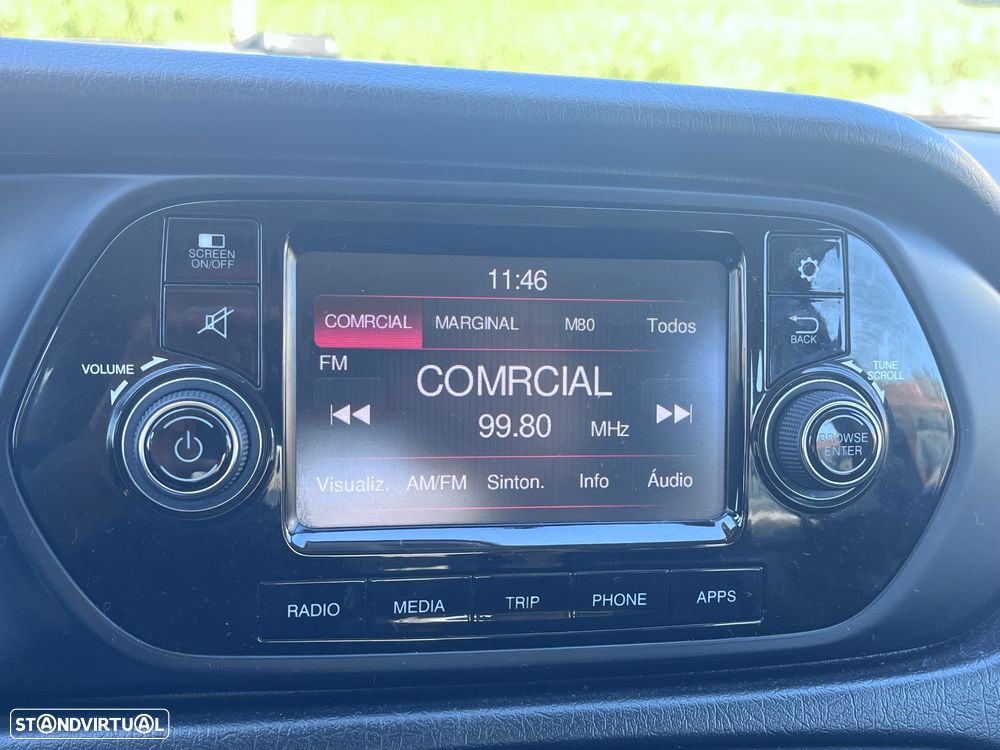 SCREEN
ON/OFF
11:46
COMRCIAL MARGINAL M80 Todos
BACK
VOLUME
FM
TUNE
SCROLL
COMRCIAL
99.80 MHz
BROWSE
ENTER
Visualiz. AM/FM Sinton. Info Áudio
RADIO MEDIA TRIP PHONE APPS
STANDVIRTUAL